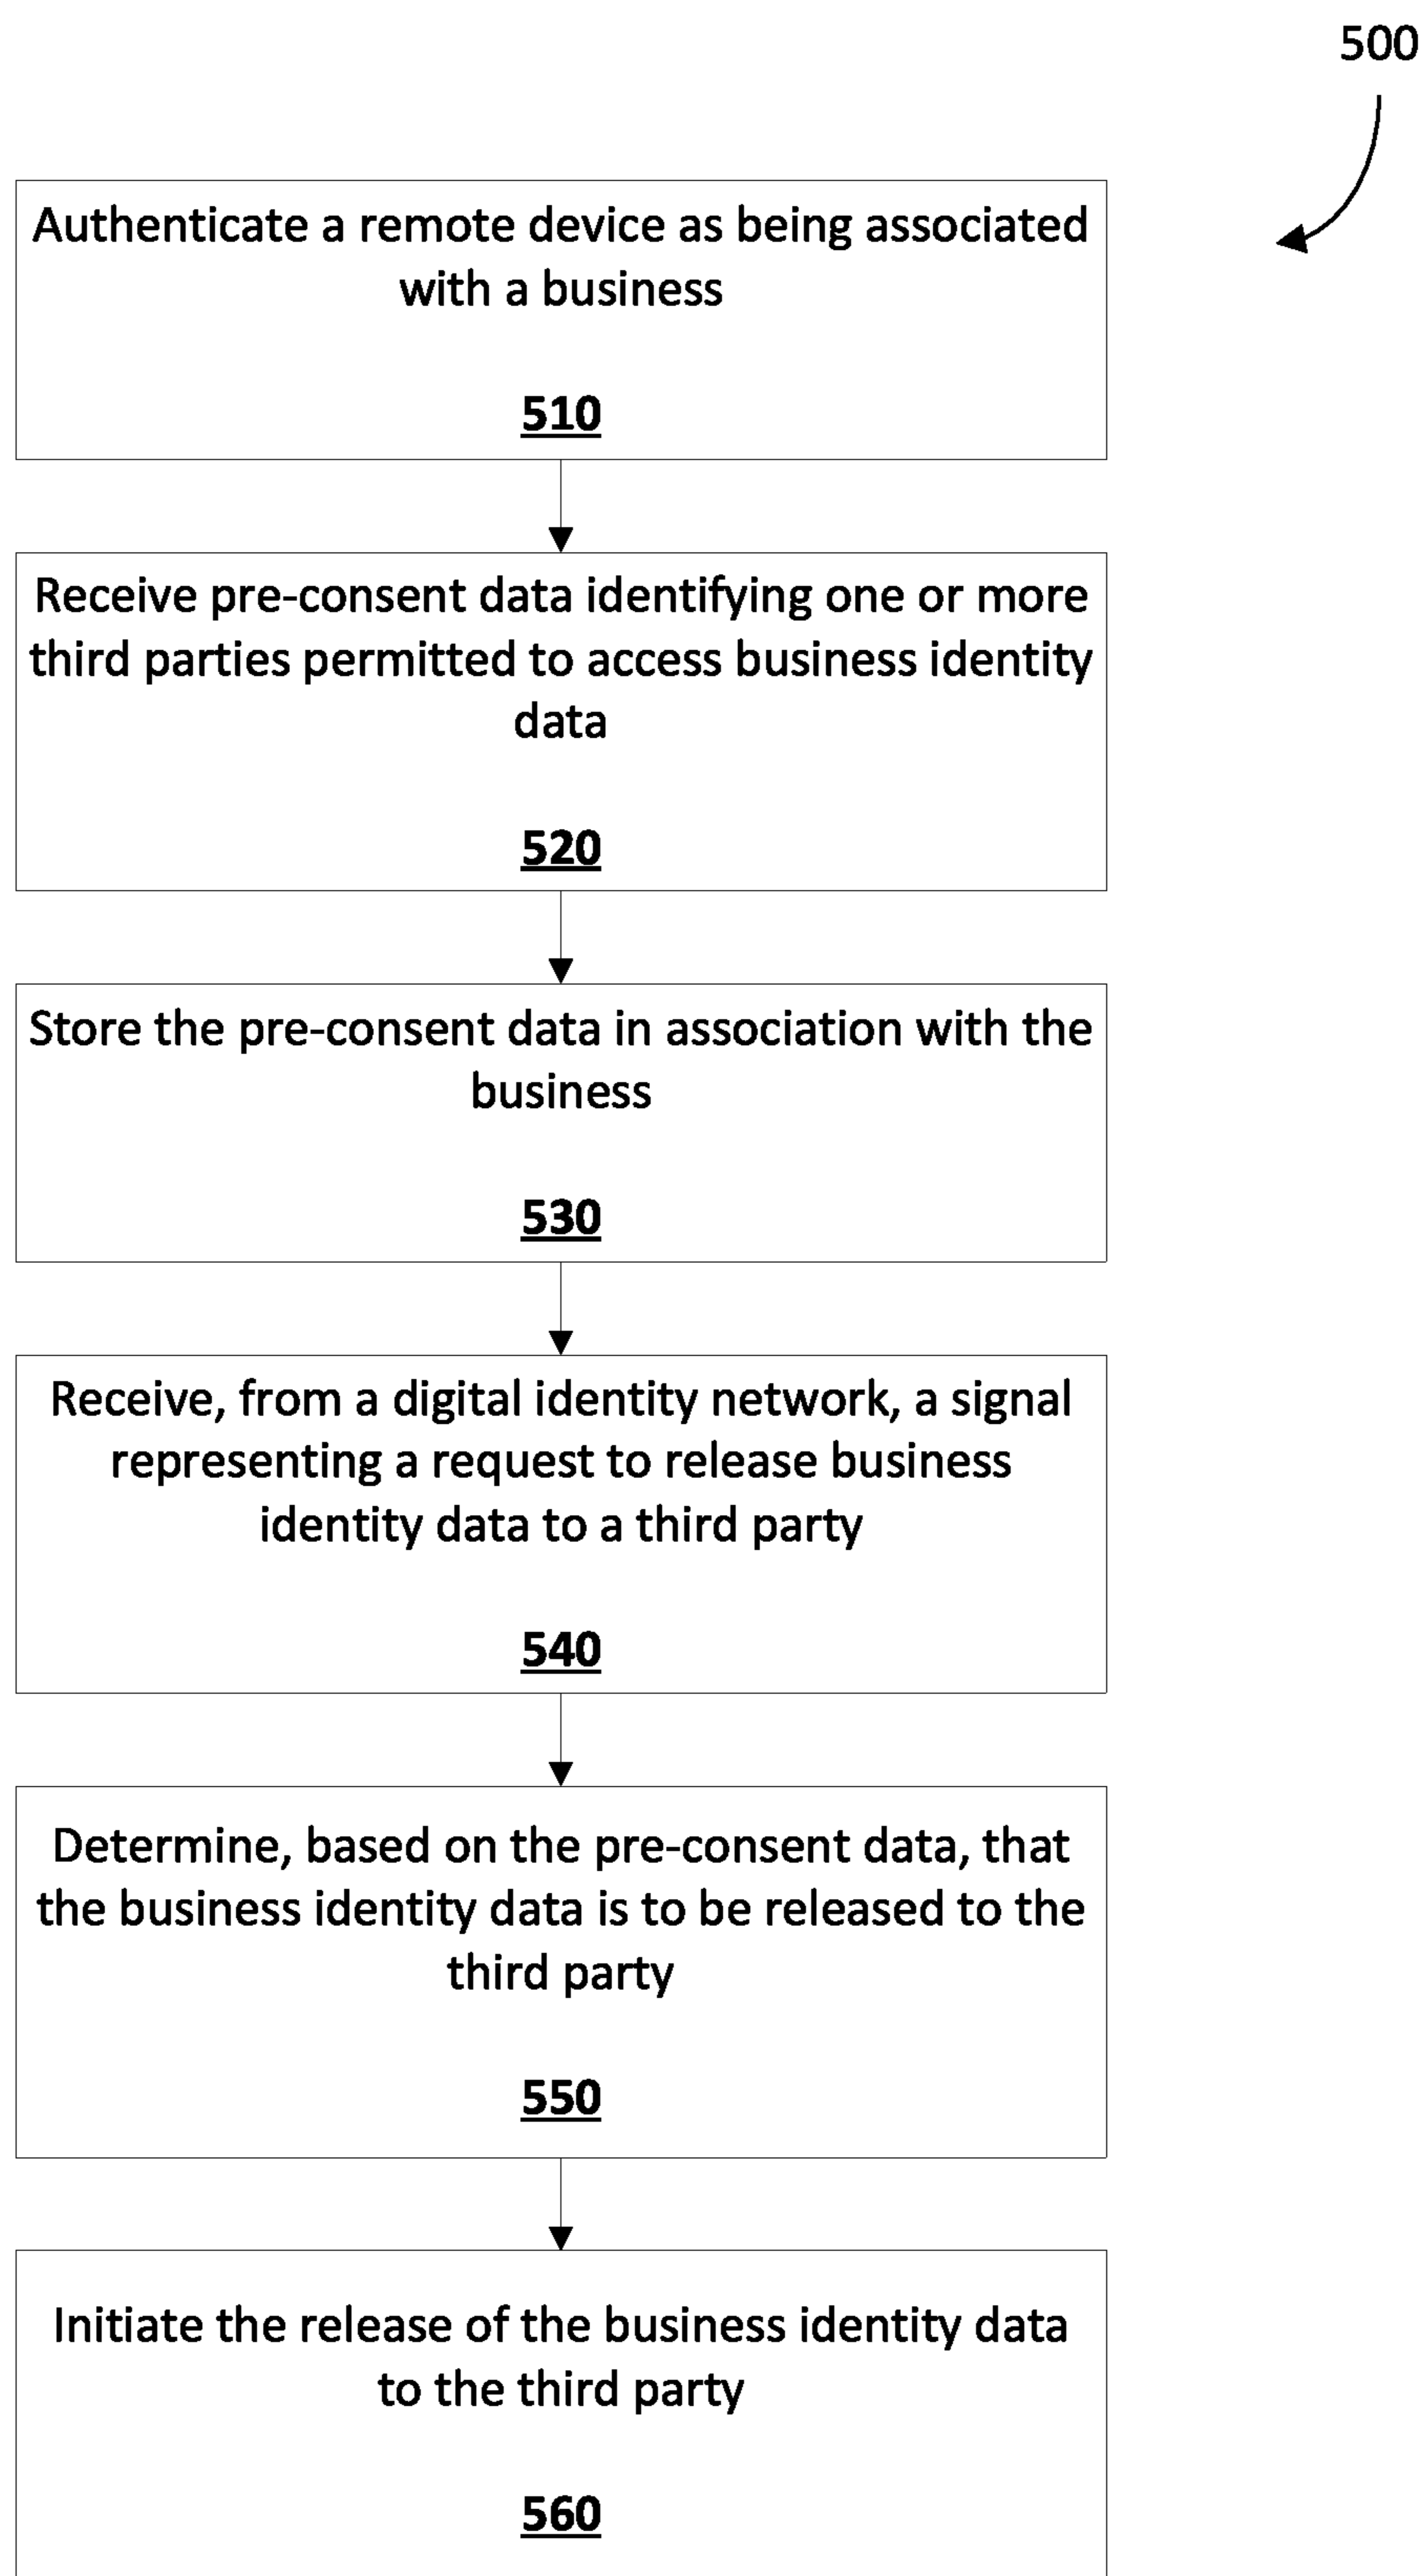 500
Authenticate a remote device as being associated
with a business
510
Receive pre-consent data identifying one or more
third parties permitted to access business identity
data
520
Store the pre-consent data in association with the
business
530
Receive, from a digital identity network, a signal
representing a request to release business
identity data to a third party
540
Determine, based on the pre-consent data, that
the business identity data is to be released to the
third party
550
Initiate the release of the business identity data
to the third party
560